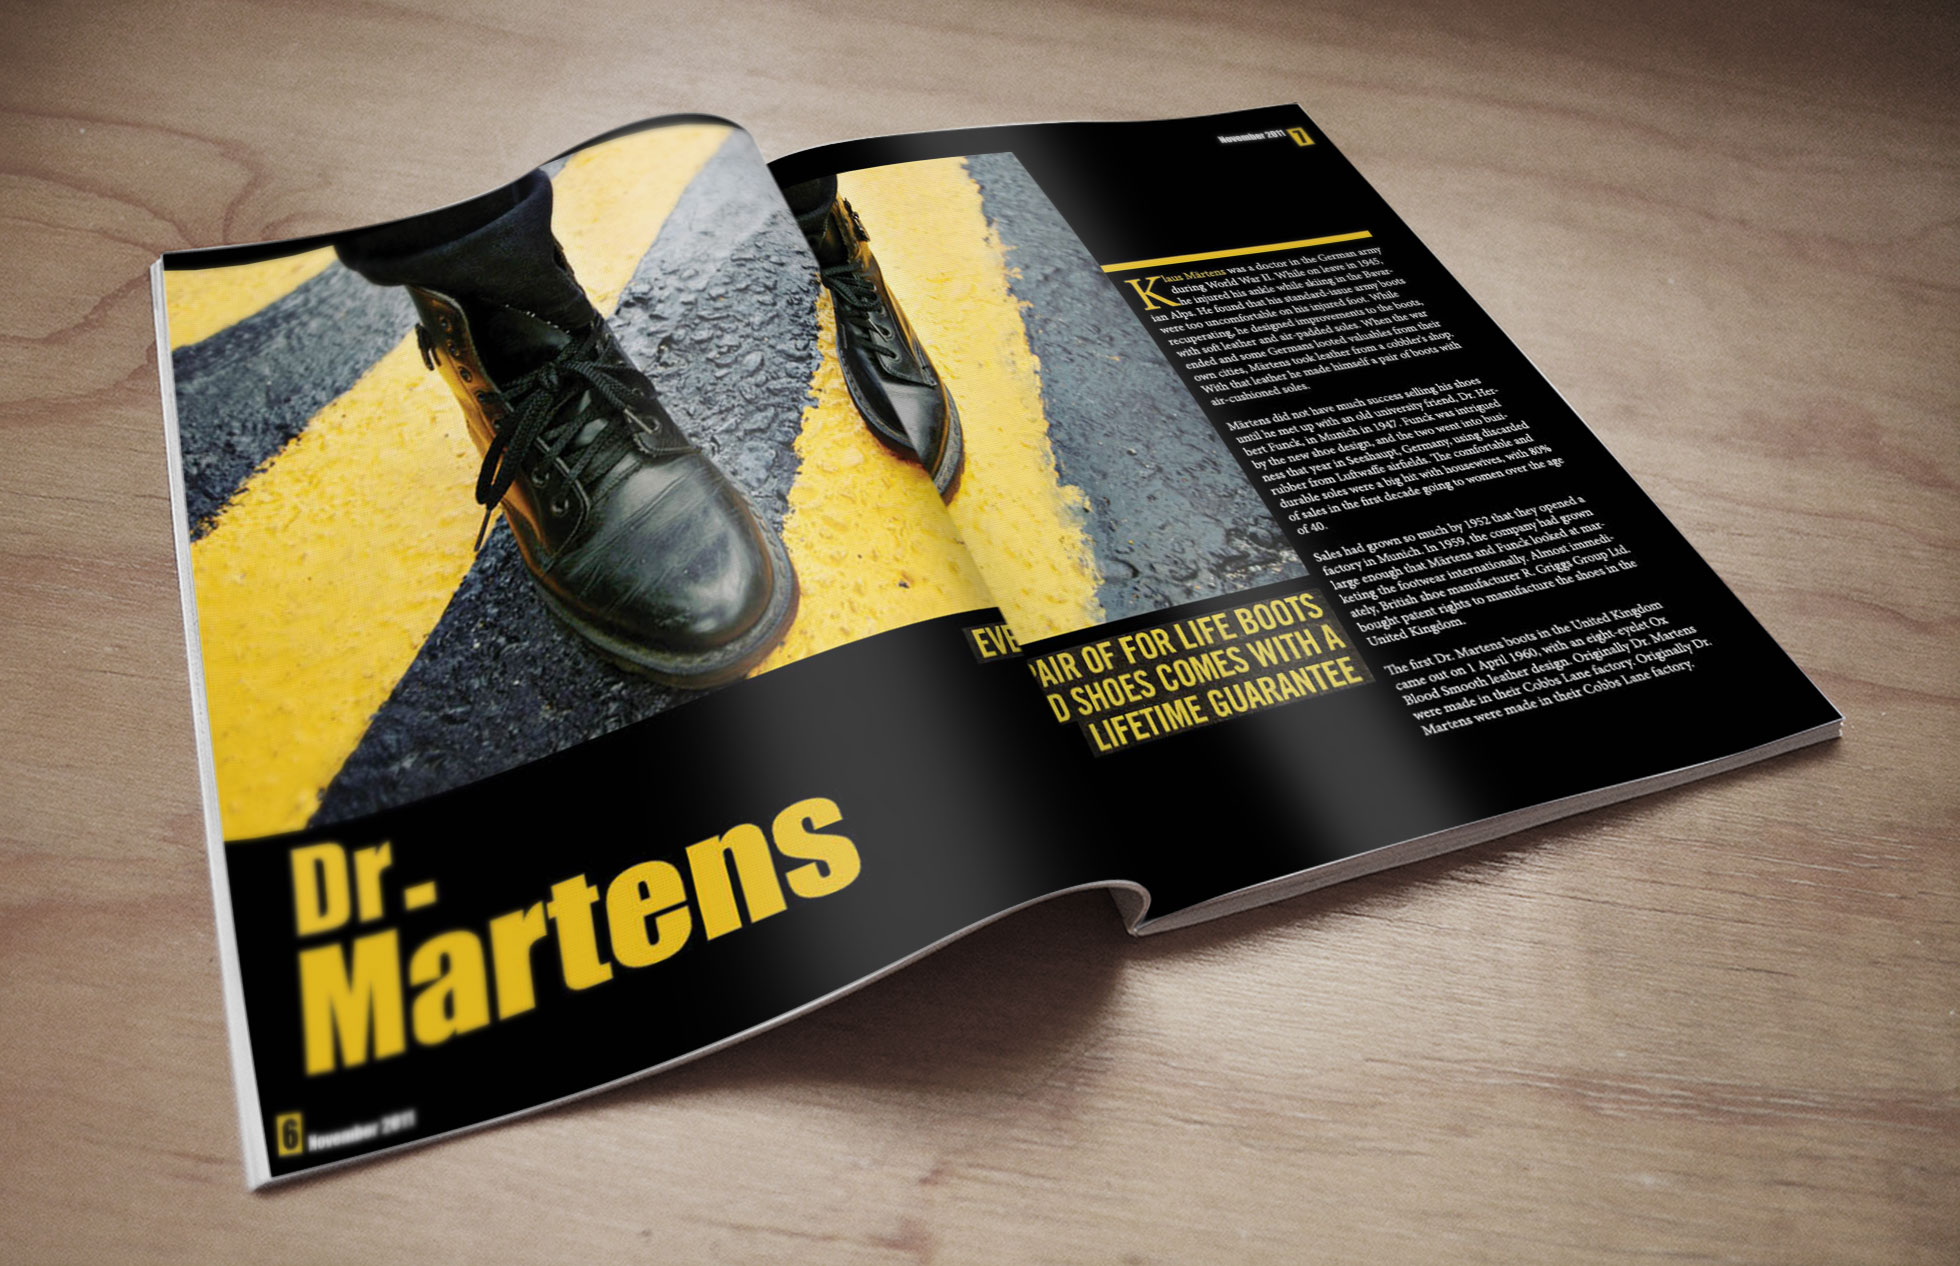 Dr.
Martens
6 November 2011
November 2011 7
EVE PAIR OF FOR LIFE BOOTS
D SHOES COMES WITH A
LIFETIME GUARANTEE
Klaus Märtens was a doctor in the German army
during World War II. While on leave in 1945,
he injured his ankle while skiing in the Bavar-
ian Alps. He found that his standard-issue army boots
were too uncomfortable on his injured foot. While
recuperating, he designed improvements to the boots,
with soft leather and air-padded soles. When the war
ended and some Germans looted valuables from their
own cities, Märtens took leather from a cobbler's shop.
With that leather he made himself a pair of boots with
air-cushioned soles.
Märtens did not have much success selling his shoes
until he met up with an old university friend, Dr. Her-
bert Funck, in Munich in 1947. Funck was intrigued
by the new shoe design, and the two went into busi-
ness that year in Seeshaupt, Germany, using discarded
rubber from Luftwaffe airfields. The comfortable and
durable soles were a big hit with housewives, with 80%
of sales in the first decade going to women over the age
of 40.
Sales had grown so much by 1952 that they opened a
factory in Munich. In 1959, the company had grown
large enough that Märtens and Funck looked at mar-
keting the footwear internationally. Almost immedi-
ately, British shoe manufacturer R. Griggs Group Ltd.
bought patent rights to manufacture the shoes in the
United Kingdom.
The first Dr. Martens boots in the United Kingdom
came out on 1 April 1960, with an eight-eyelet Ox
Blood Smooth leather design. Originally Dr. Martens
were made in their Cobbs Lane factory. Originally Dr.
Martens were made in their Cobbs Lane factory.